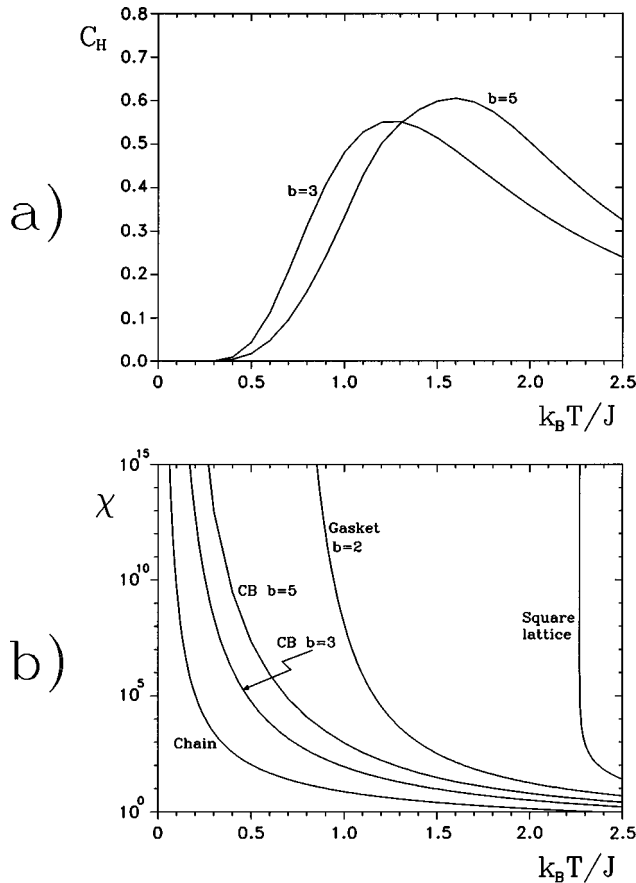 a)
C_H
0.8
0.7
0.6
0.5
0.4
0.3
0.2
0.1
0.0
b=3
b=5
0 0.5 1.0 1.5 2.0 2.5
k_BT/J
b)
χ
10^15
10^10
10^5
10^0
Gasket
b=2
CB b=5
CB b=3
Square
lattice
Chain
0 0.5 1.0 1.5 2.0 2.5
k_BT/J